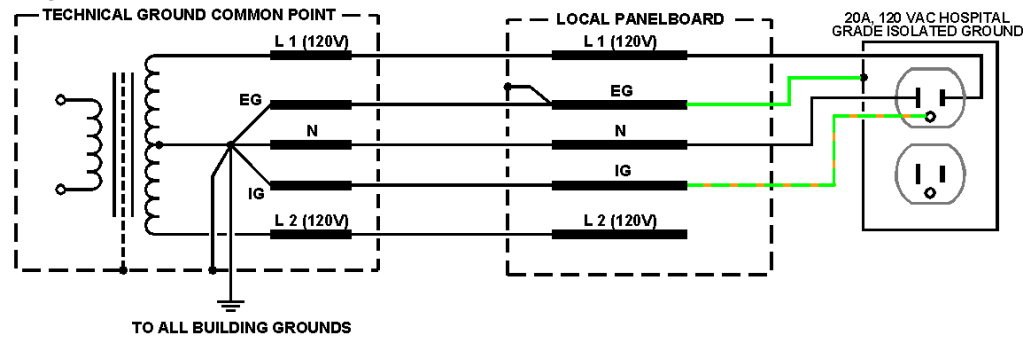 TECHNICAL GROUND COMMON POINT
LOCAL PANELBOARD
20A, 120 VAC HOSPITAL
GRADE ISOLATED GROUND
L 1 (120V)
L 1 (120V)
EG
EG
N
N
IG
IG
L 2 (120V)
L 2 (120V)
TO ALL BUILDING GROUNDS